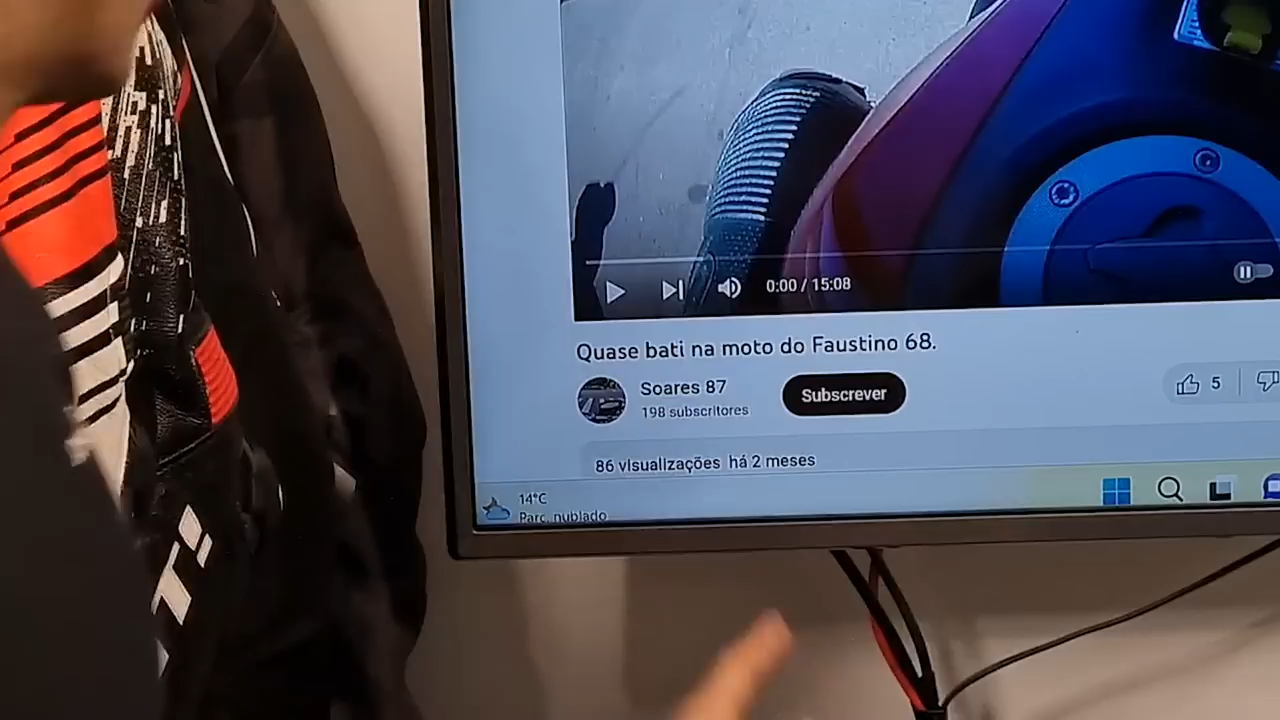 0:00 / 15:08
Quase bati na moto do Faustino 68.
Soares 87
198 subscritores
Subscrever
5
86 visualizações há 2 meses
14°C
Parc. nublado